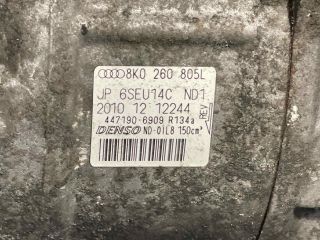 8K0 260 805L
JP 6SEU14C ND1
2010 12 12244
447190-6909 R134a
DENSO ND-OIL8 150cm³
REV